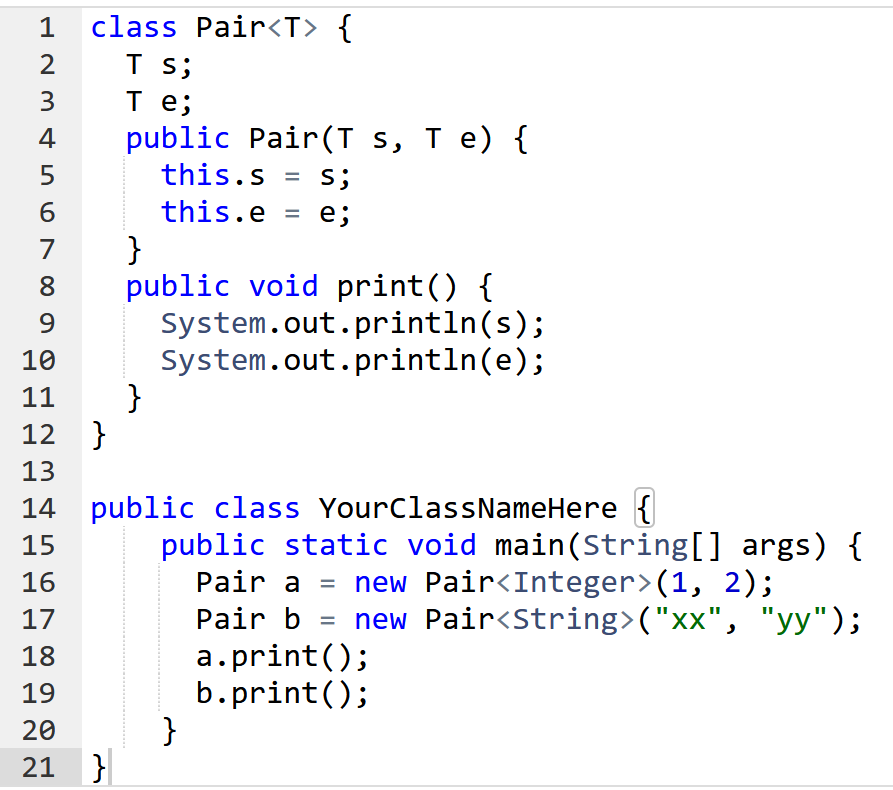 1 class Pair<T> {
2   T s;
3   T e;
4   public Pair(T s, T e) {
5     this.s = s;
6     this.e = e;
7   }
8   public void print() {
9     System.out.println(s);
10     System.out.println(e);
11   }
12 }
13
14 public class YourClassNameHere {
15     public static void main(String[] args) {
16       Pair a = new Pair<Integer>(1, 2);
17       Pair b = new Pair<String>("xx", "yy");
18       a.print();
19       b.print();
20     }
21 }